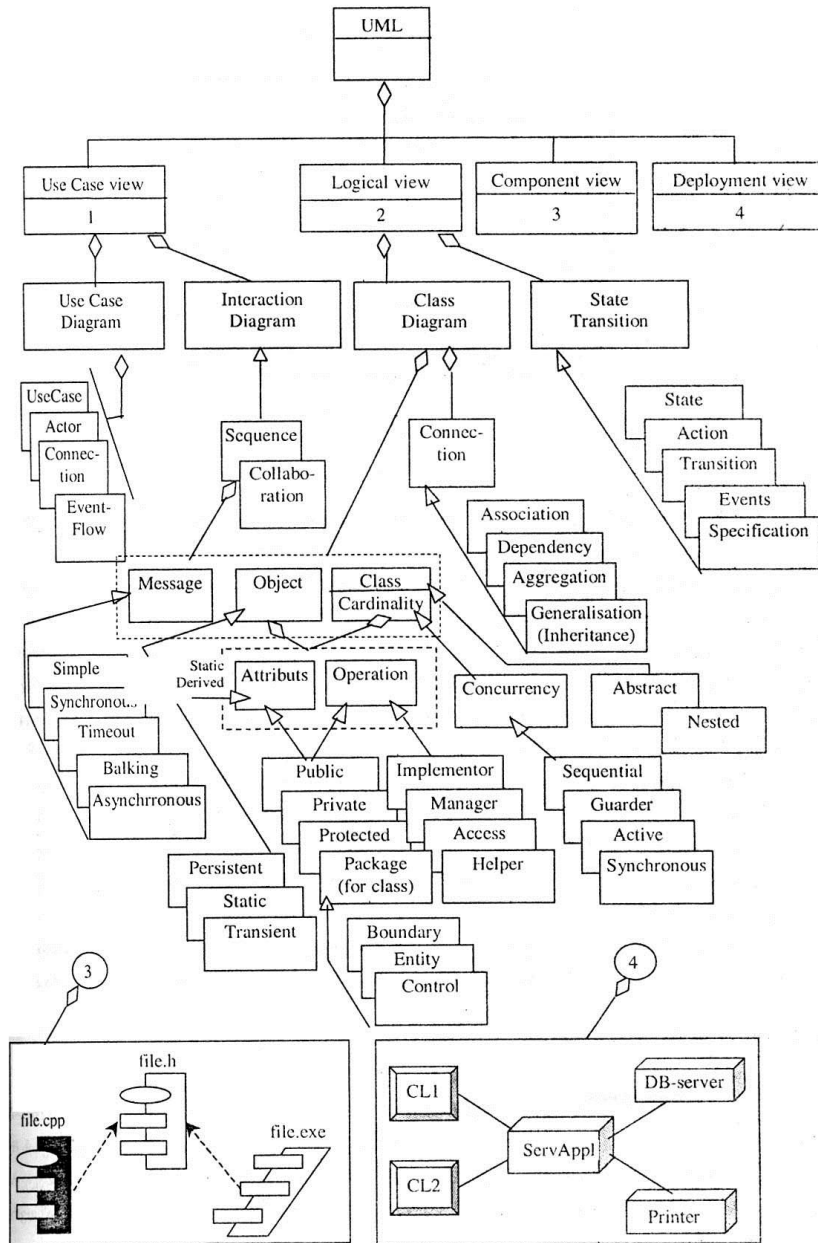 UML
Use Case view
1
Logical view
2
Component view
3
Deployment view
4
Use Case
Diagram
Interaction
Diagram
Class
Diagram
State
Transition
UseCase
Actor
Connec-
tion
Event-
Flow
Sequence
Collabo-
ration
Connec-
tion
State
Action
Transition
Events
Specification
Association
Dependency
Aggregation
Generalisation
(Inheritance)
Message
Object
Class
Cardinality
Static
Derived
Attributs
Operation
Concurrency
Abstract
Nested
Simple
Synchronous
Timeout
Balking
Asynchrronous
Public
Private
Protected
Package
(for class)
Implementor
Manager
Access
Helper
Sequential
Guarder
Active
Synchronous
Persistent
Static
Transient
Boundary
Entity
Control
3
4
file.h
file.cpp
file.exe
CL1
CL2
ServAppl
DB-server
Printer